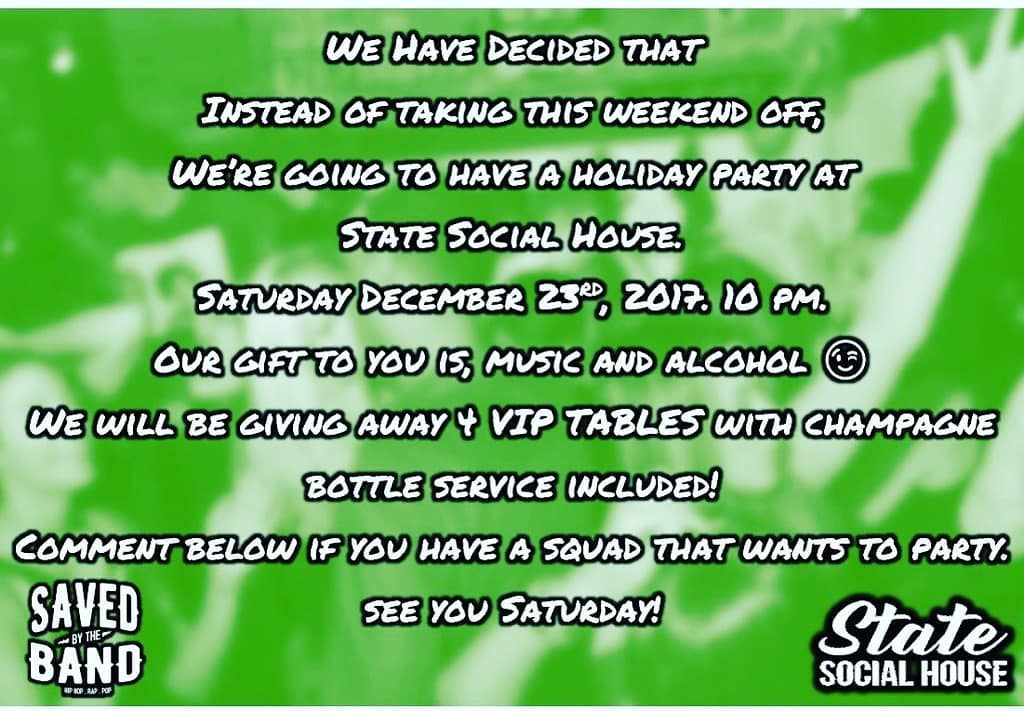 We Have Decided that
Instead of taking this weekend off,
We're going to have a holiday party at
State Social House.
Saturday December 23rd, 2017. 10 pm.
Our gift to you is, music and alcohol 😉
We will be giving away 4 VIP TABLES with champagne
bottle service included!
Comment below if you have a squad that wants to party.
see you Saturday!
SAVED
BY THE
BAND
HIP HOP . RAP . POP
State
SOCIAL HOUSE